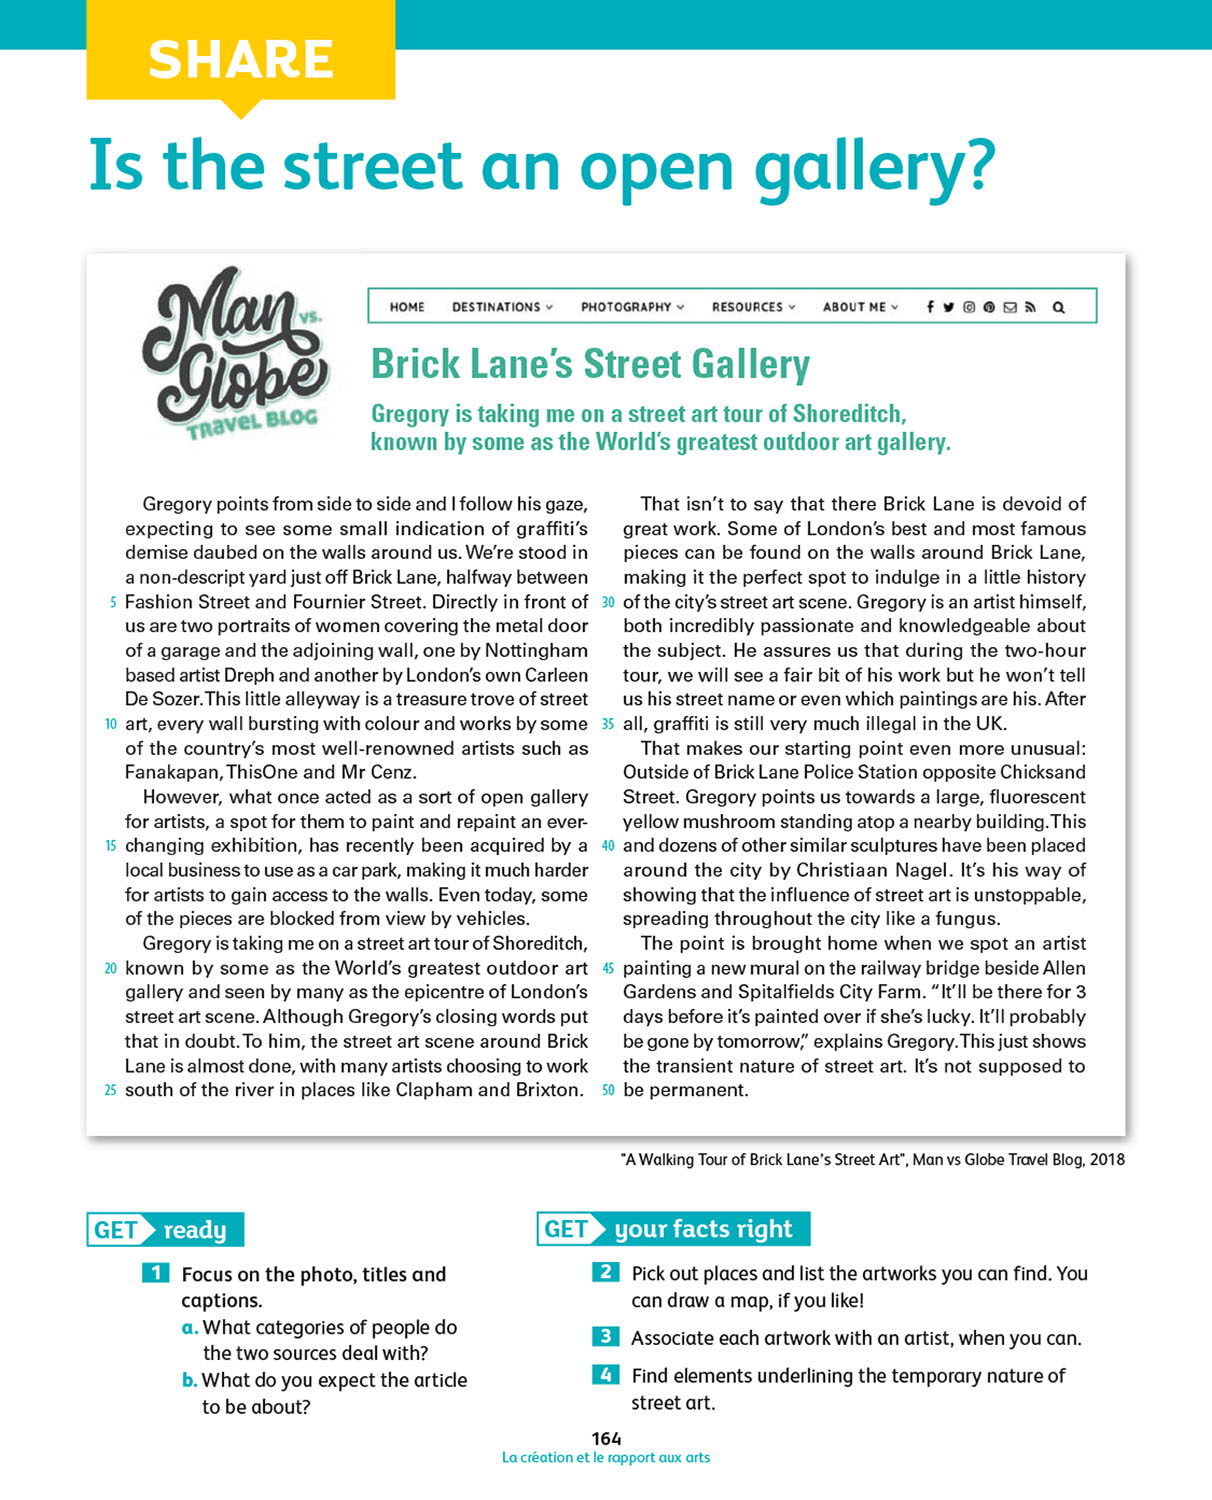 SHARE
Is the street an open gallery?
Man vs.
Globe
TRAVEL BLOG
HOME DESTINATIONS PHOTOGRAPHY RESOURCES ABOUT ME
Brick Lane's Street Gallery
Gregory is taking me on a street art tour of Shoreditch,
known by some as the World's greatest outdoor art gallery.
Gregory points from side to side and I follow his gaze,
expecting to see some small indication of graffiti's
demise daubed on the walls around us. We're stood in
a non-descript yard just off Brick Lane, halfway between
5 Fashion Street and Fournier Street. Directly in front of
us are two portraits of women covering the metal door
of a garage and the adjoining wall, one by Nottingham
based artist Dreph and another by London's own Carleen
De Sozer. This little alleyway is a treasure trove of street
10 art, every wall bursting with colour and works by some
of the country's most well-renowned artists such as
Fanakapan, ThisOne and Mr Cenz.
However, what once acted as a sort of open gallery
for artists, a spot for them to paint and repaint an ever-
15 changing exhibition, has recently been acquired by a
local business to use as a car park, making it much harder
for artists to gain access to the walls. Even today, some
of the pieces are blocked from view by vehicles.
Gregory is taking me on a street art tour of Shoreditch,
20 known by some as the World's greatest outdoor art
gallery and seen by many as the epicentre of London's
street art scene. Although Gregory's closing words put
that in doubt. To him, the street art scene around Brick
Lane is almost done, with many artists choosing to work
25 south of the river in places like Clapham and Brixton.
That isn't to say that there Brick Lane is devoid of
great work. Some of London's best and most famous
pieces can be found on the walls around Brick Lane,
making it the perfect spot to indulge in a little history
30 of the city's street art scene. Gregory is an artist himself,
both incredibly passionate and knowledgeable about
the subject. He assures us that during the two-hour
tour, we will see a fair bit of his work but he won't tell
us his street name or even which paintings are his. After
35 all, graffiti is still very much illegal in the UK.
That makes our starting point even more unusual:
Outside of Brick Lane Police Station opposite Chicksand
Street. Gregory points us towards a large, fluorescent
yellow mushroom standing atop a nearby building. This
40 and dozens of other similar sculptures have been placed
around the city by Christiaan Nagel. It's his way of
showing that the influence of street art is unstoppable,
spreading throughout the city like a fungus.
The point is brought home when we spot an artist
45 painting a new mural on the railway bridge beside Allen
Gardens and Spitalfields City Farm. "It'll be there for 3
days before it's painted over if she's lucky. It'll probably
be gone by tomorrow," explains Gregory. This just shows
the transient nature of street art. It's not supposed to
50 be permanent.
"A Walking Tour of Brick Lane's Street Art", Man vs Globe Travel Blog, 2018
GET ready
1 Focus on the photo, titles and
captions.
a. What categories of people do
the two sources deal with?
b. What do you expect the article
to be about?
GET your facts right
2 Pick out places and list the artworks you can find. You
can draw a map, if you like!
3 Associate each artwork with an artist, when you can.
4 Find elements underlining the temporary nature of
street art.
164
La création et le rapport aux arts